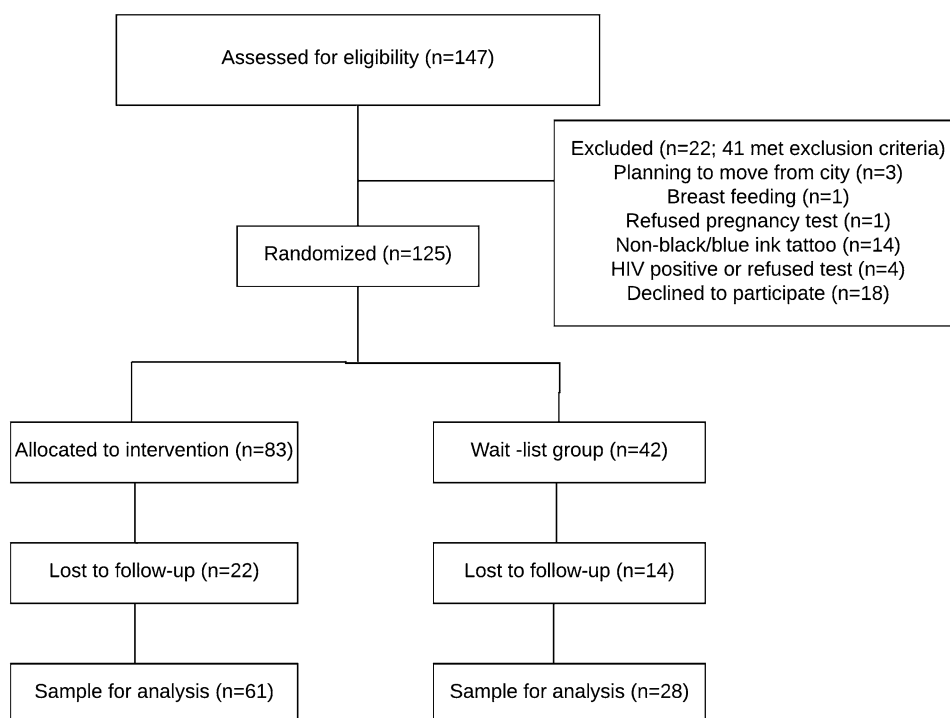 Assessed for eligibility (n=147)
Excluded (n=22; 41 met exclusion criteria)
Planning to move from city (n=3)
Breast feeding (n=1)
Refused pregnancy test (n=1)
Non-black/blue ink tattoo (n=14)
HIV positive or refused test (n=4)
Declined to participate (n=18)
Randomized (n=125)
Allocated to intervention (n=83)
Wait -list group (n=42)
Lost to follow-up (n=22)
Lost to follow-up (n=14)
Sample for analysis (n=61)
Sample for analysis (n=28)